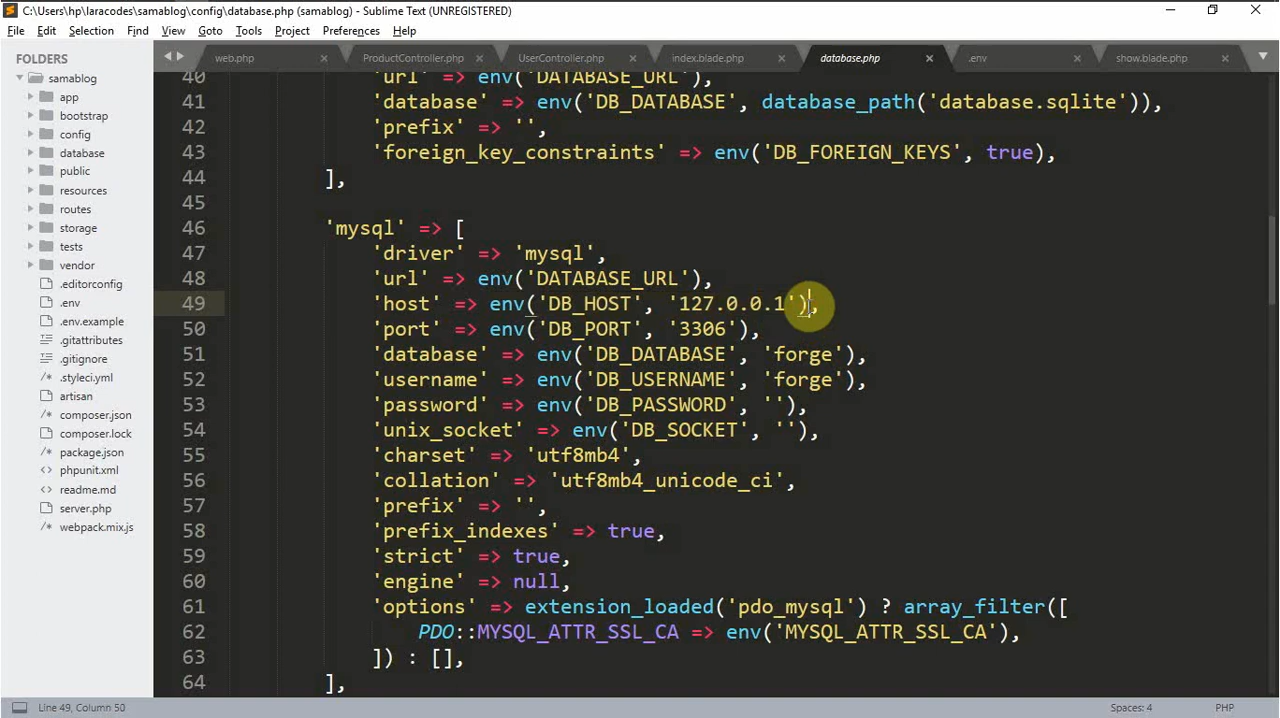 C:\Users\hp\laracodes\samablog\config\database.php (samablog) - Sublime Text (UNREGISTERED)
File Edit Selection Find View Goto Tools Project Preferences Help
FOLDERS
samablog
app
bootstrap
config
database
public
resources
routes
storage
tests
vendor
.editorconfig
.env
.env.example
.gitattributes
.gitignore
.styleci.yml
artisan
composer.json
composer.lock
package.json
phpunit.xml
readme.md
server.php
webpack.mix.js
web.php ProductController.php UserController.php index.blade.php database.php .env show.blade.php
40 'url' => env('DATABASE_URL'),
41 'database' => env('DB_DATABASE', database_path('database.sqlite')),
42 'prefix' => '',
43 'foreign_key_constraints' => env('DB_FOREIGN_KEYS', true),
44 ],
45
46 'mysql' => [
47 'driver' => 'mysql',
48 'url' => env('DATABASE_URL'),
49 'host' => env('DB_HOST', '127.0.0.1'),
50 'port' => env('DB_PORT', '3306'),
51 'database' => env('DB_DATABASE', 'forge'),
52 'username' => env('DB_USERNAME', 'forge'),
53 'password' => env('DB_PASSWORD', ''),
54 'unix_socket' => env('DB_SOCKET', ''),
55 'charset' => 'utf8mb4',
56 'collation' => 'utf8mb4_unicode_ci',
57 'prefix' => '',
58 'prefix_indexes' => true,
59 'strict' => true,
60 'engine' => null,
61 'options' => extension_loaded('pdo_mysql') ? array_filter([
62 PDO::MYSQL_ATTR_SSL_CA => env('MYSQL_ATTR_SSL_CA'),
63 ]) : [],
64 ],
Line 49, Column 50 Spaces: 4 PHP